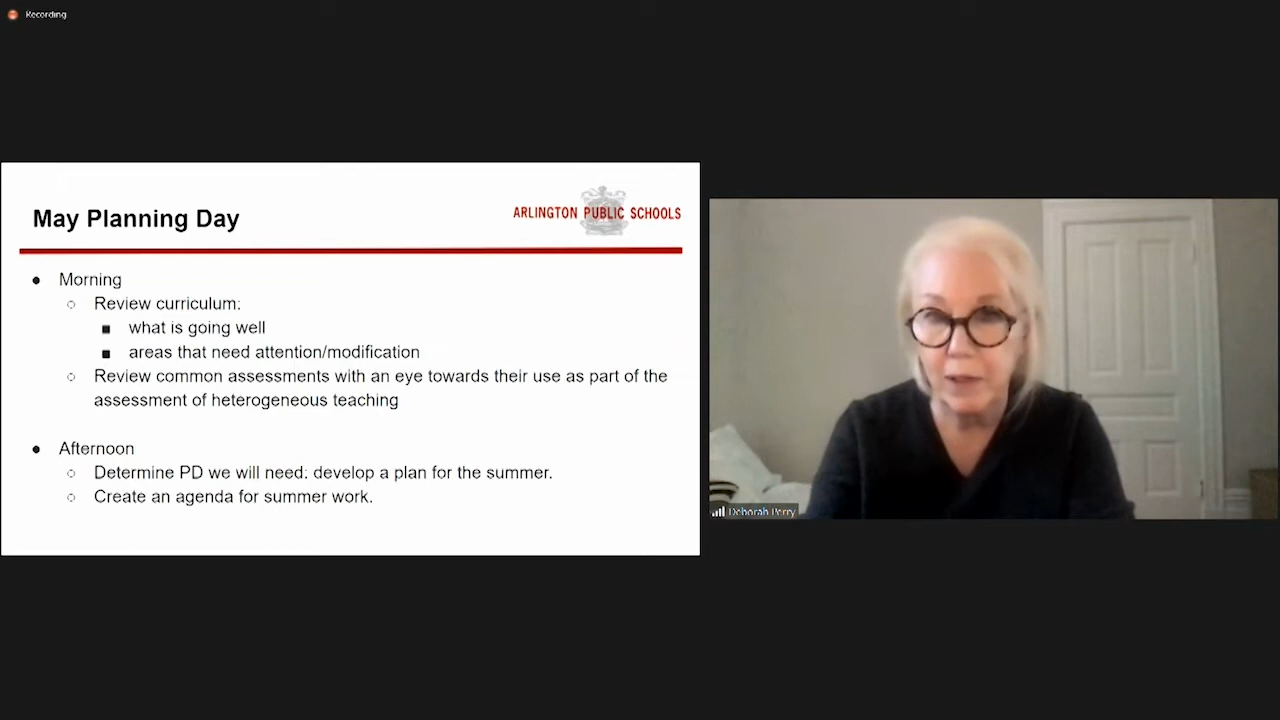 Recording
May Planning Day
ARLINGTON PUBLIC SCHOOLS
Morning
Review curriculum:
what is going well
areas that need attention/modification
Review common assessments with an eye towards their use as part of the
assessment of heterogeneous teaching
Afternoon
Determine PD we will need: develop a plan for the summer.
Create an agenda for summer work.
Deborah Perry